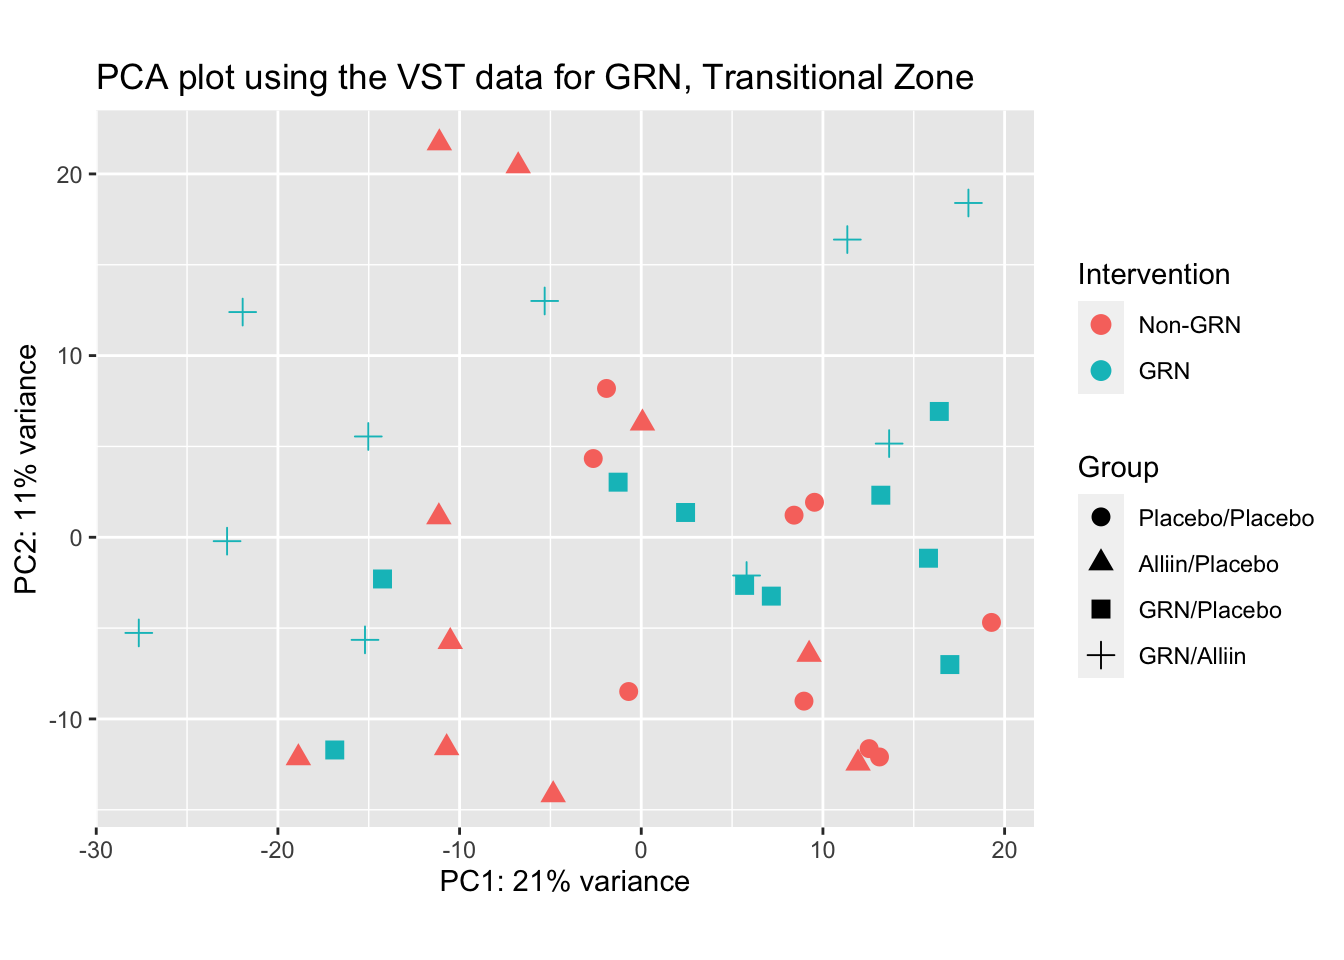 PCA plot using the VST data for GRN, Transitional Zone
20
10
0
-10
-30
-20
-10
0
10
20
PC1: 21% variance
PC2: 11% variance
Intervention
Non-GRN
GRN
Group
Placebo/Placebo
Alliin/Placebo
GRN/Placebo
GRN/Alliin